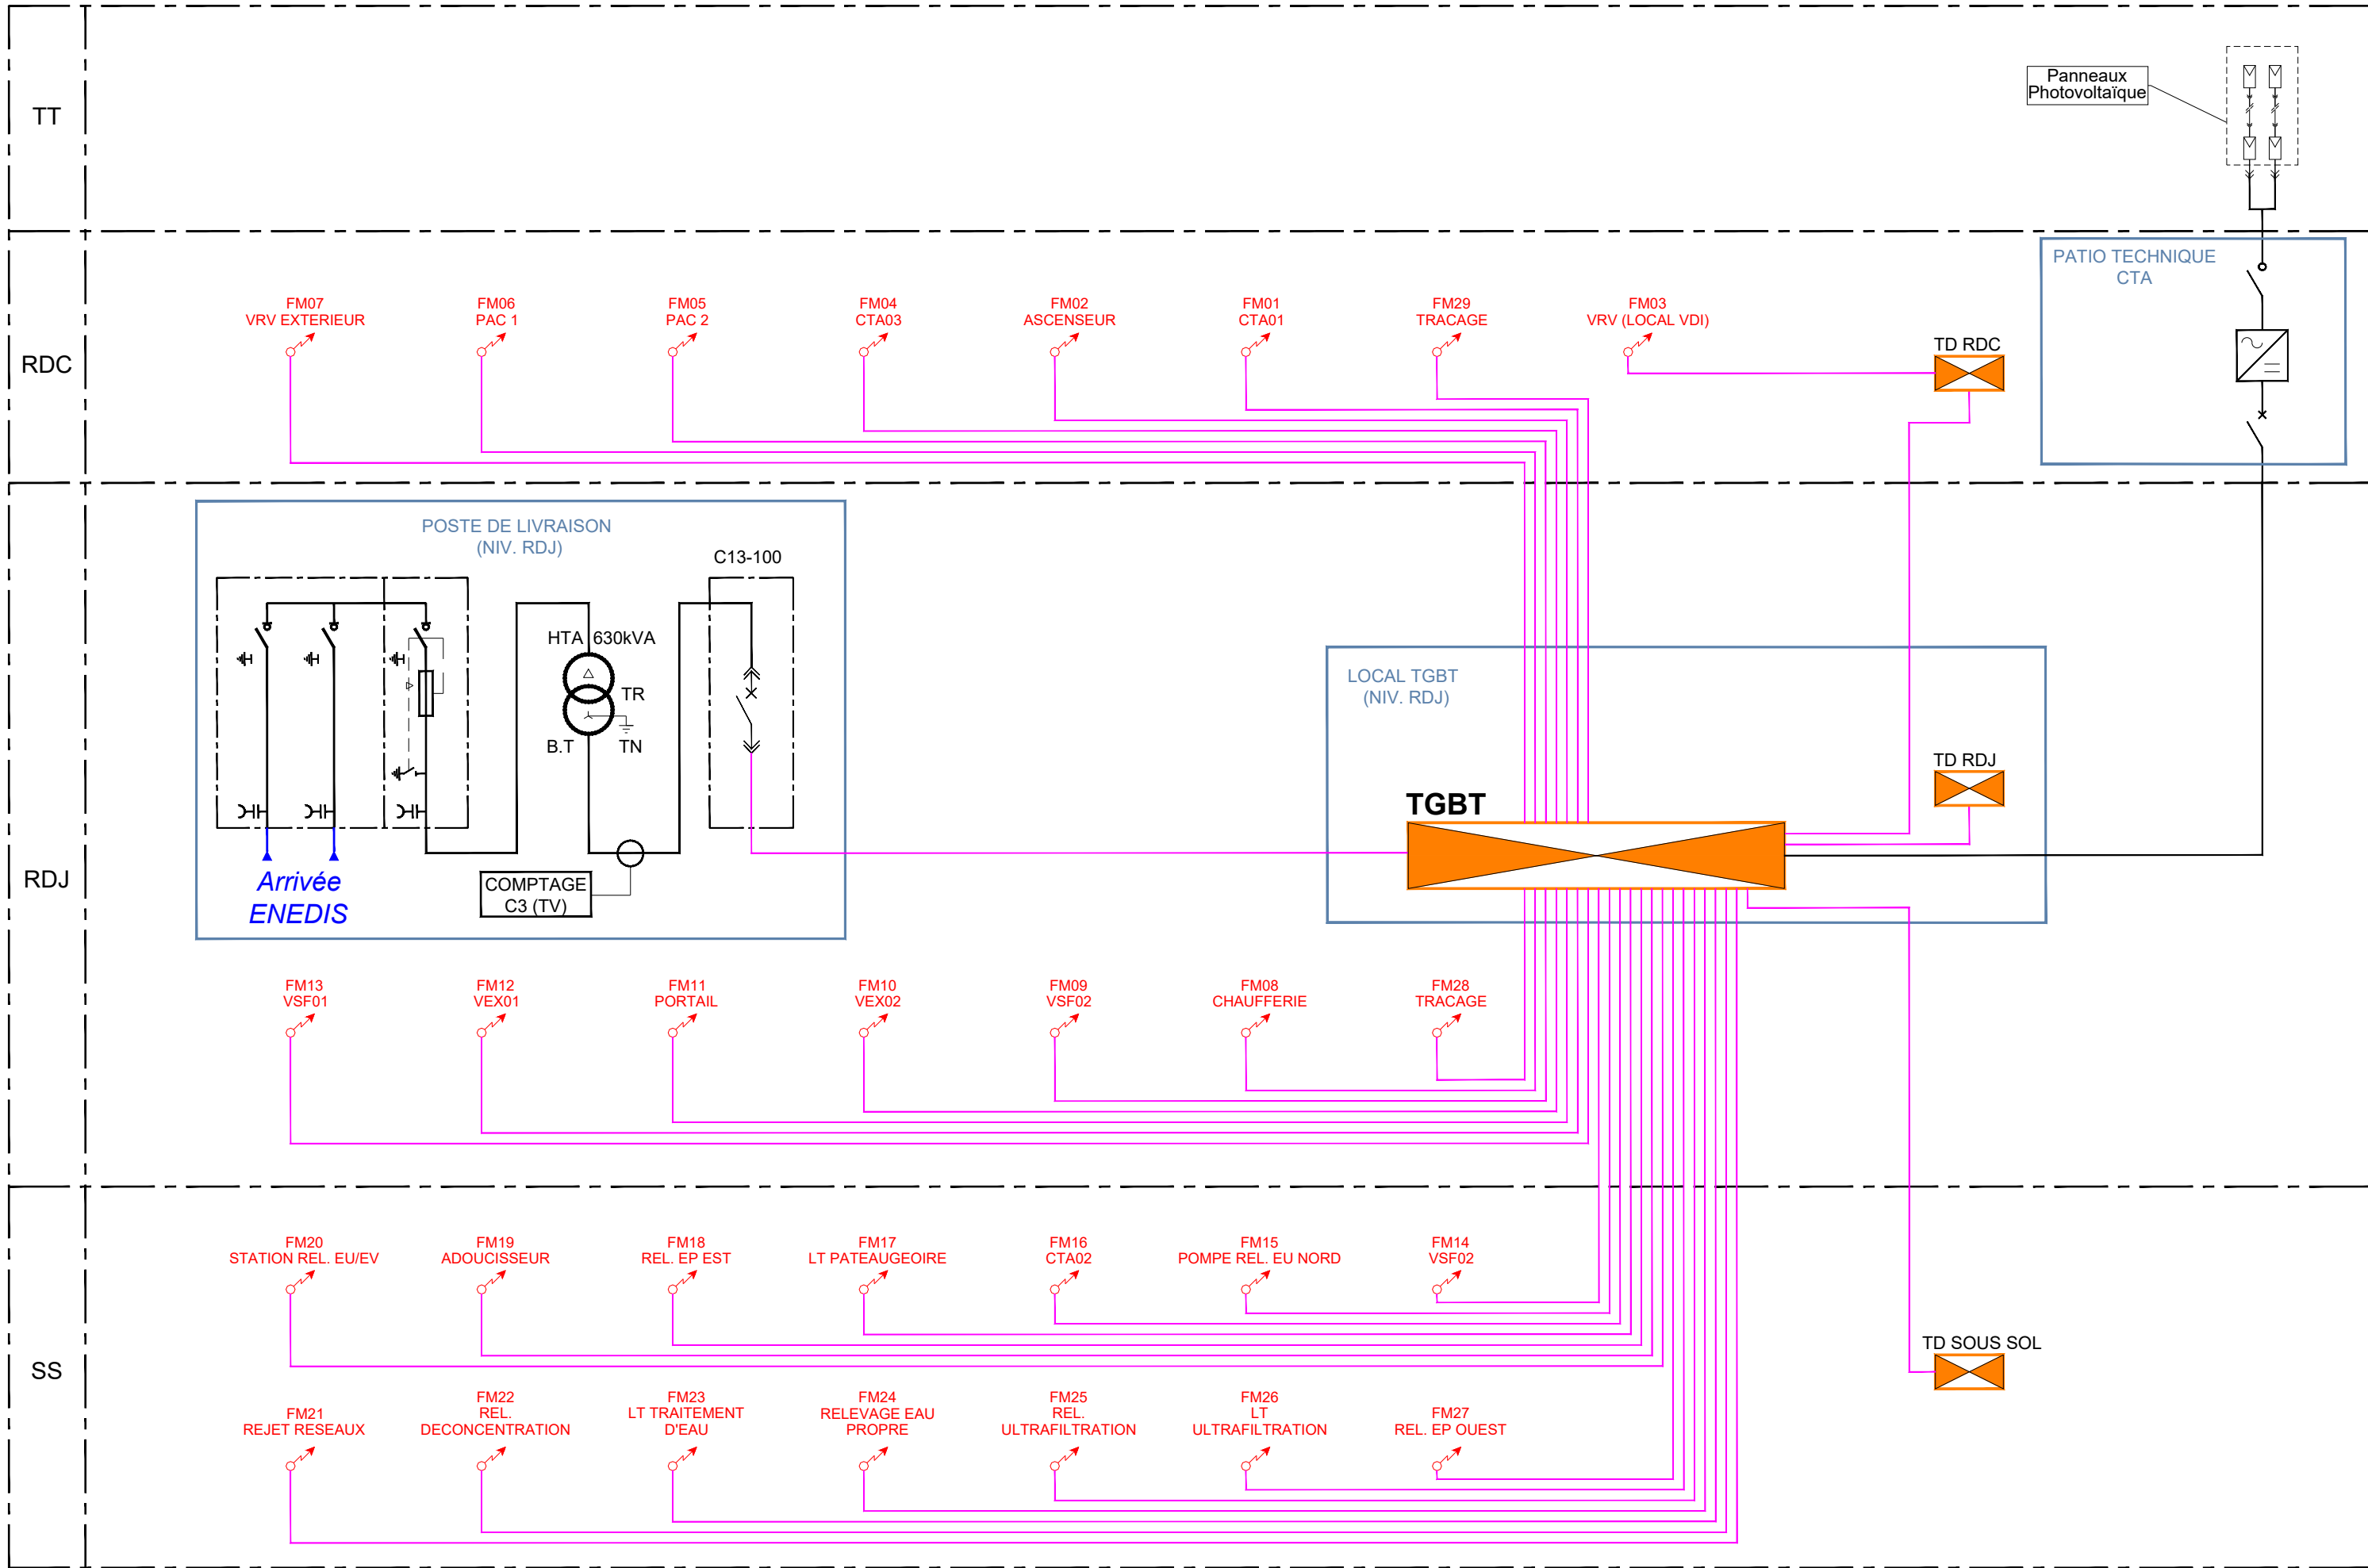 TT
Panneaux
Photovoltaïque
RDC
PATIO TECHNIQUE
CTA
FM07
VRV EXTERIEUR
FM06
PAC 1
FM05
PAC 2
FM04
CTA03
FM02
ASCENSEUR
FM01
CTA01
FM29
TRACAGE
FM03
VRV (LOCAL VDI)
TD RDC
RDJ
POSTE DE LIVRAISON
(NIV. RDJ)
C13-100
HTA 630kVA
TR
B.T
TN
Arrivée
ENEDIS
COMPTAGE
C3 (TV)
LOCAL TGBT
(NIV. RDJ)
TGBT
TD RDJ
FM13
VSF01
FM12
VEX01
FM11
PORTAIL
FM10
VEX02
FM09
VSF02
FM08
CHAUFFERIE
FM28
TRACAGE
SS
FM20
STATION REL. EU/EV
FM19
ADOUCISSEUR
FM18
REL. EP EST
FM17
LT PATEAUGEOIRE
FM16
CTA02
FM15
POMPE REL. EU NORD
FM14
VSF02
TD SOUS SOL
FM21
REJET RESEAUX
FM22
REL.
DECONCENTRATION
FM23
LT TRAITEMENT
D'EAU
FM24
RELEVAGE EAU
PROPRE
FM25
REL.
ULTRAFILTRATION
FM26
LT
ULTRAFILTRATION
FM27
REL. EP OUEST